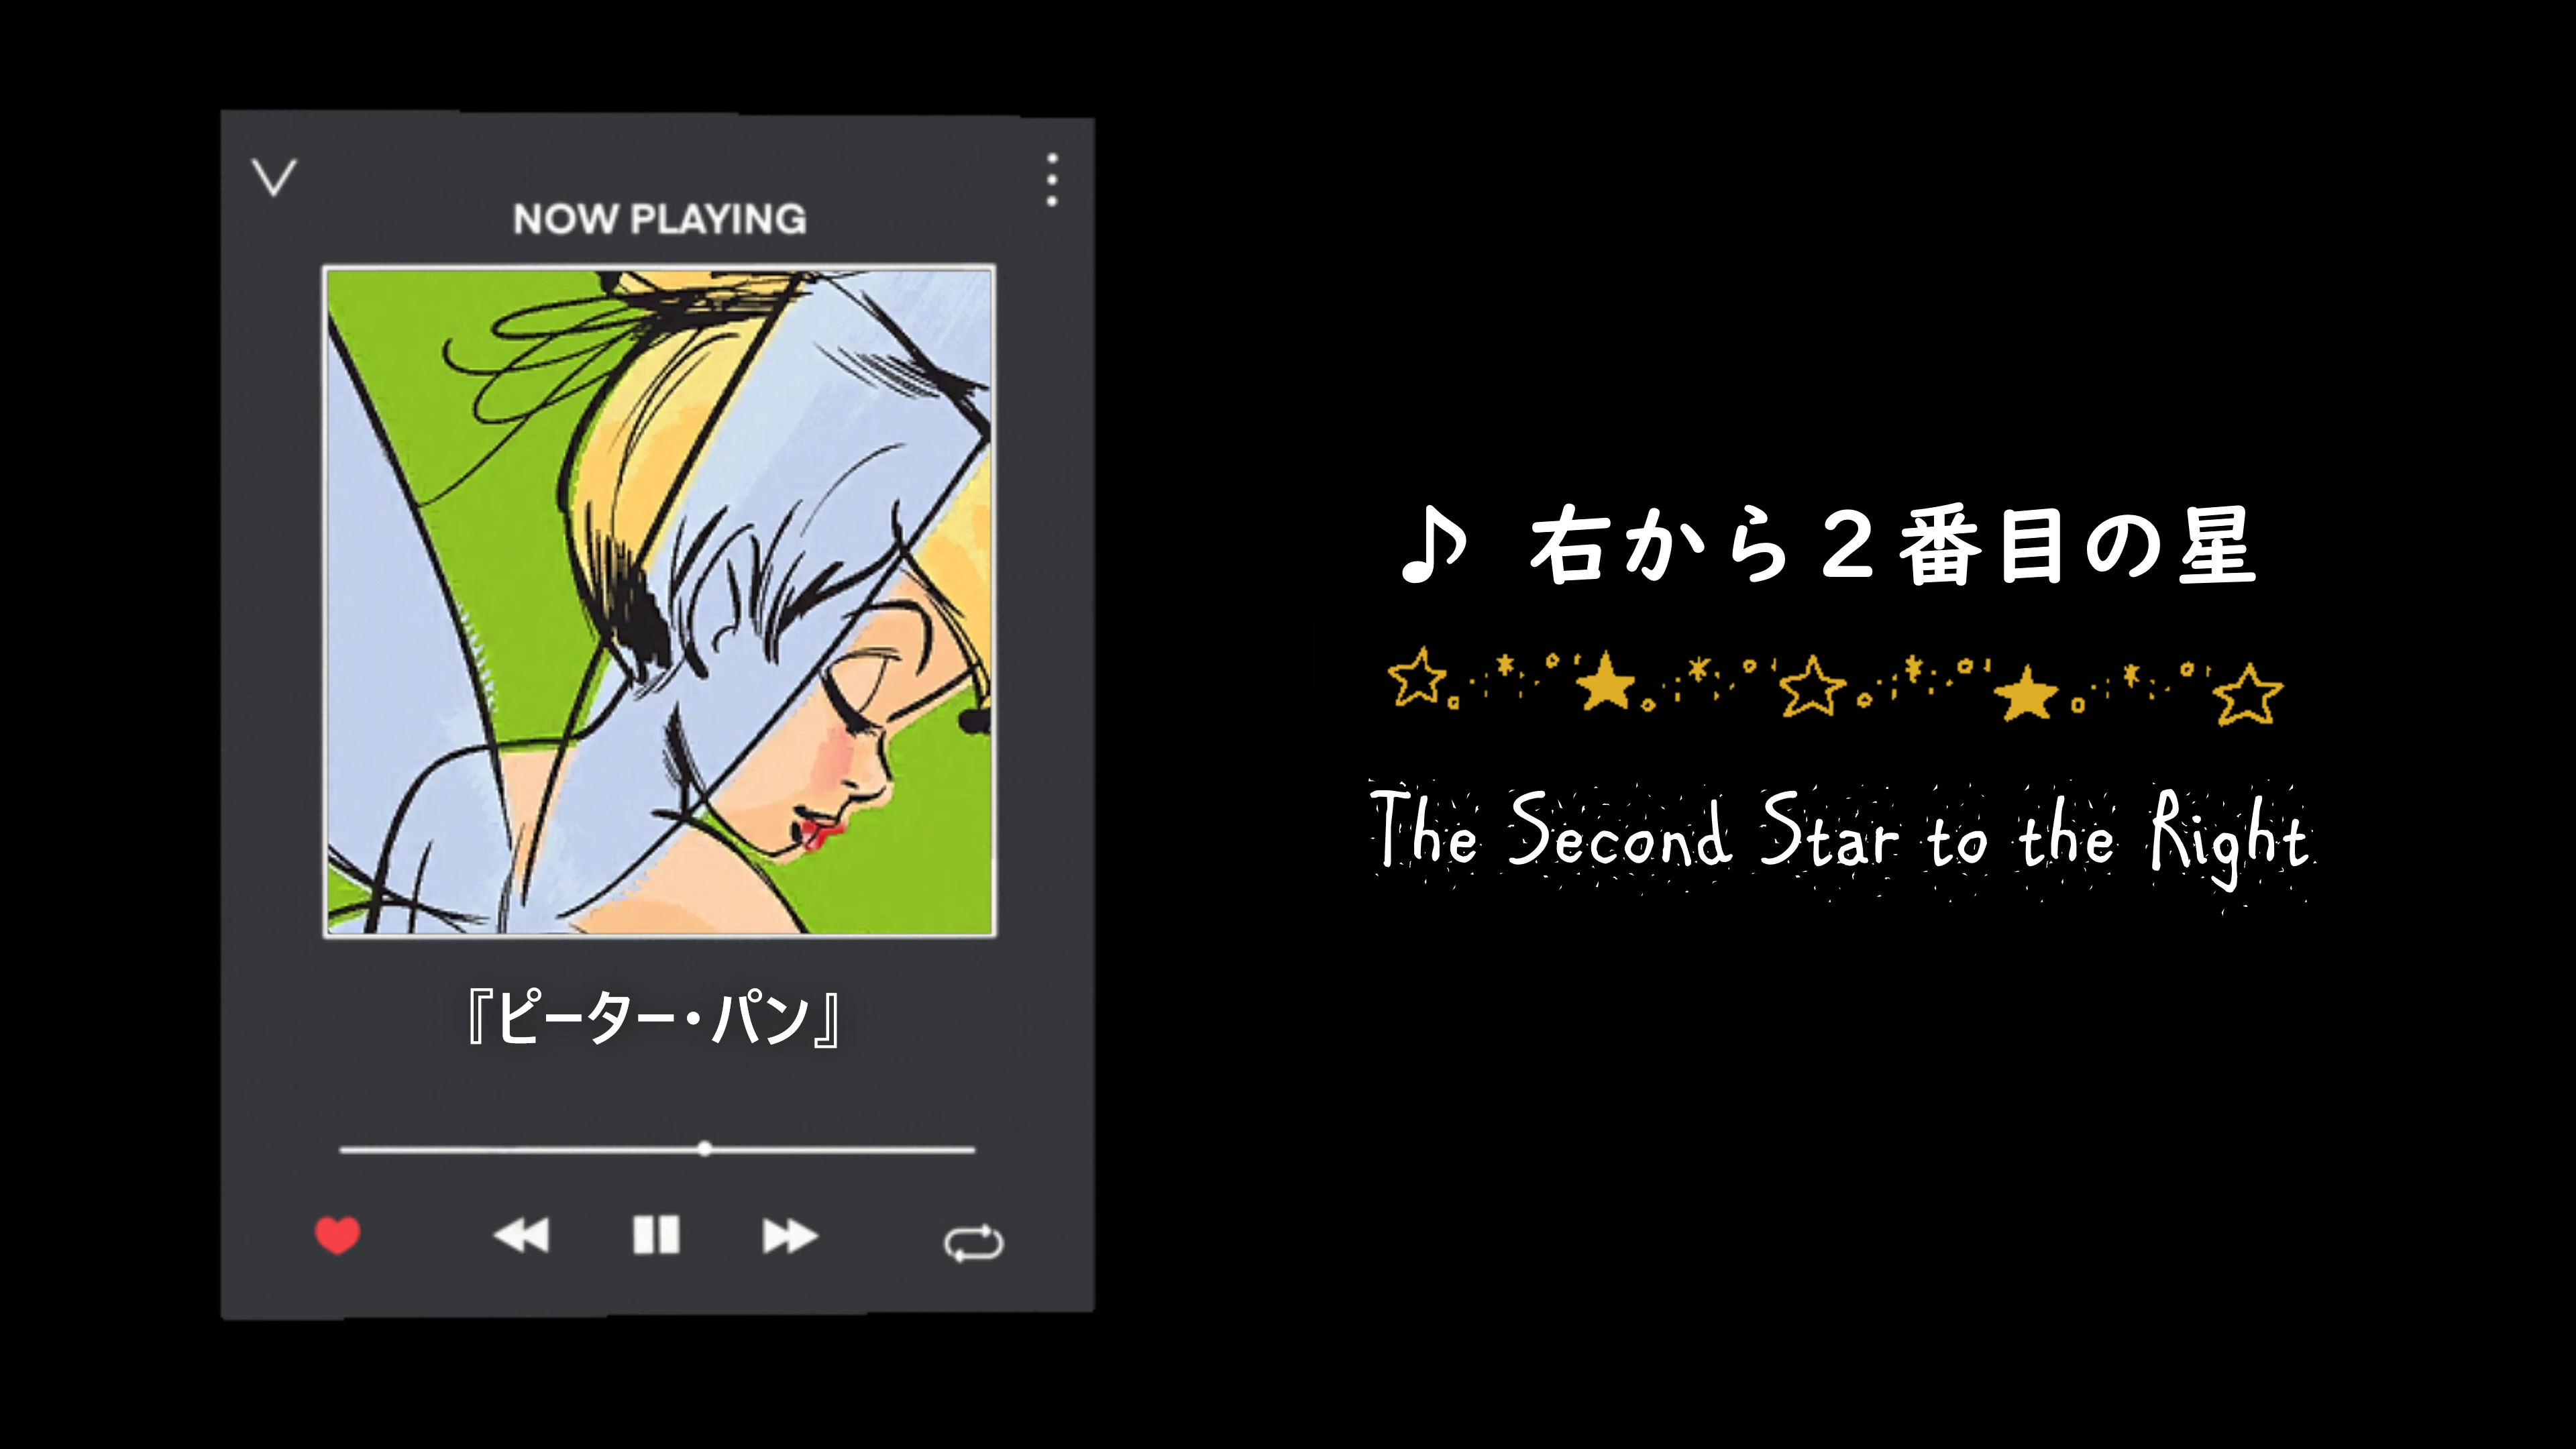 NOW PLAYING
『ピーター・パン』
♪ 右から２番目の星
The Second Star to the Right